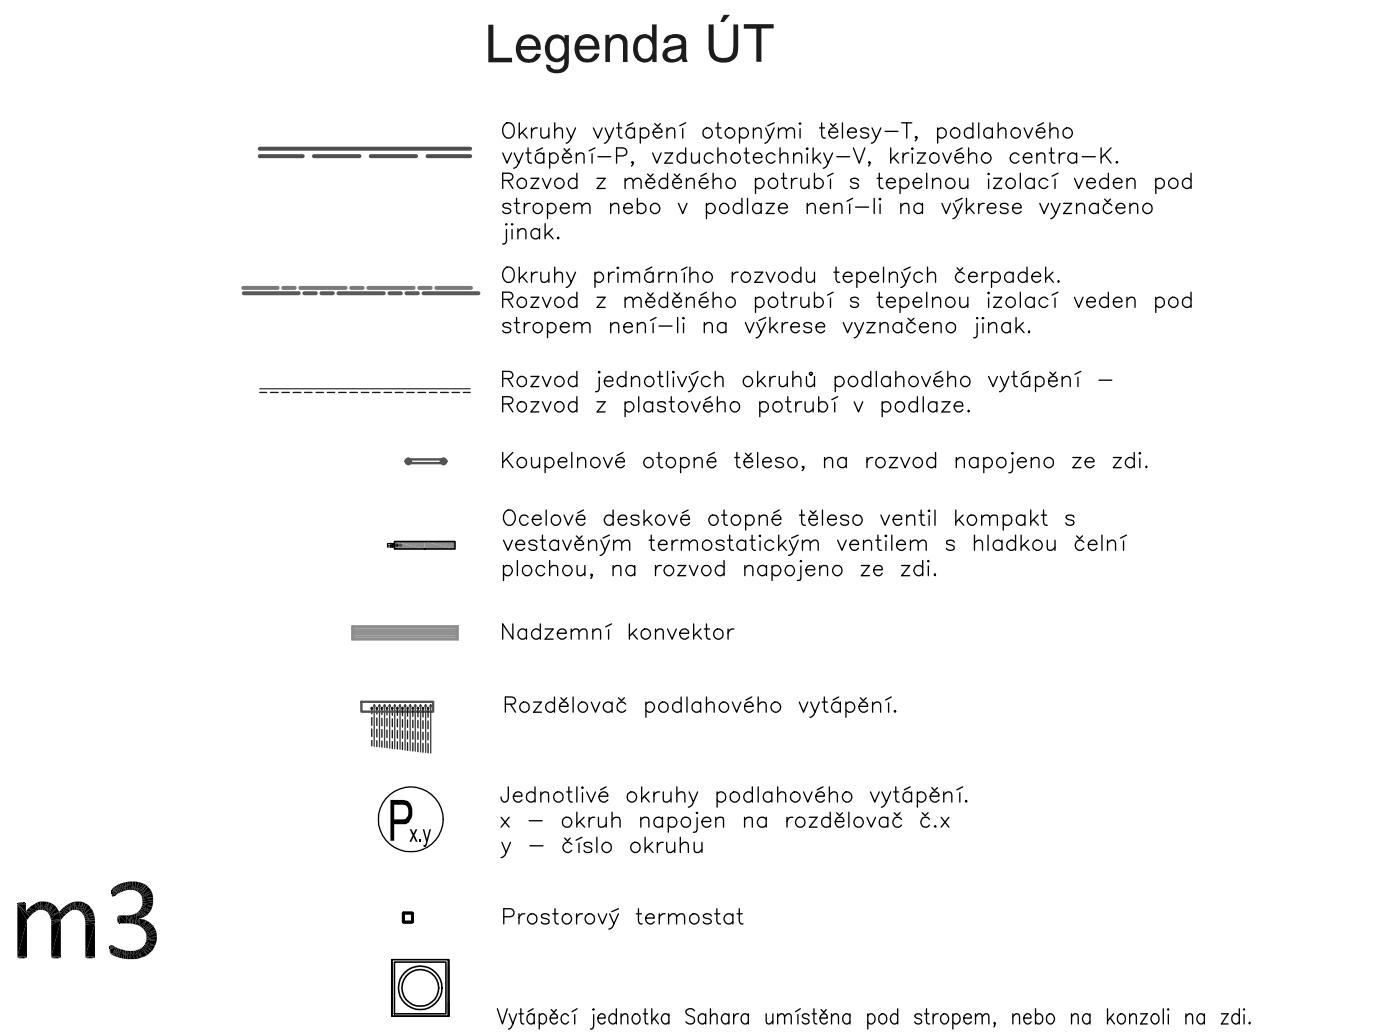 Legenda ÚT
Okruhy vytápění otopnými tělesy–T, podlahového
vytápění–P, vzduchotechniky–V, krizového centra–K.
Rozvod z měděného potrubí s tepelnou izolací veden pod
stropem nebo v podlaze není–li na výkrese vyznačeno
jinak.
Okruhy primárního rozvodu tepelných čerpadek.
Rozvod z měděného potrubí s tepelnou izolací veden pod
stropem není–li na výkrese vyznačeno jinak.
Rozvod jednotlivých okruhů podlahového vytápění –
Rozvod z plastového potrubí v podlaze.
Koupelnové otopné těleso, na rozvod napojeno ze zdi.
Ocelové deskové otopné těleso ventil kompakt s
vestavěným termostatickým ventilem s hladkou čelní
plochou, na rozvod napojeno ze zdi.
Nadzemní konvektor
Rozdělovač podlahového vytápění.
Px.y
Jednotlivé okruhy podlahového vytápění.
x – okruh napojen na rozdělovač č.x
y – číslo okruhu
m3
Prostorový termostat
Vytápěcí jednotka Sahara umístěna pod stropem, nebo na konzoli na zdi.